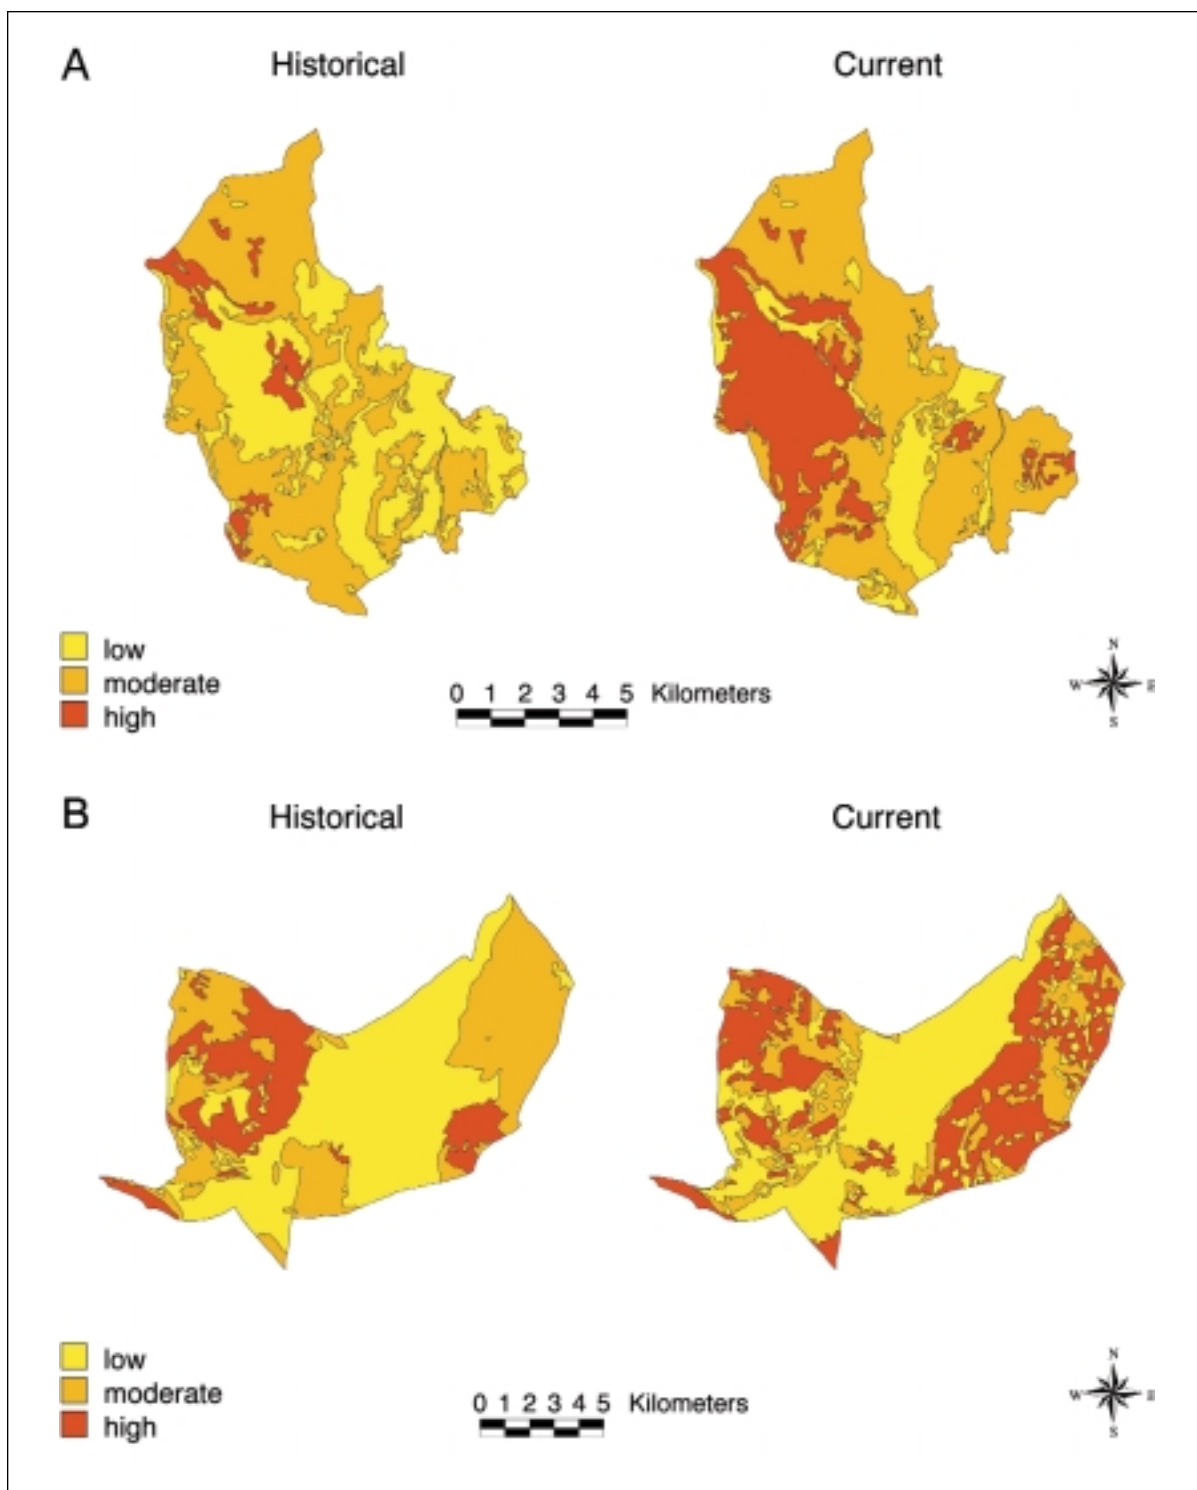 A
Historical
Current
low
moderate
high
0 1 2 3 4 5 Kilometers
N
W E
S
B
Historical
Current
low
moderate
high
0 1 2 3 4 5 Kilometers
N
W E
S